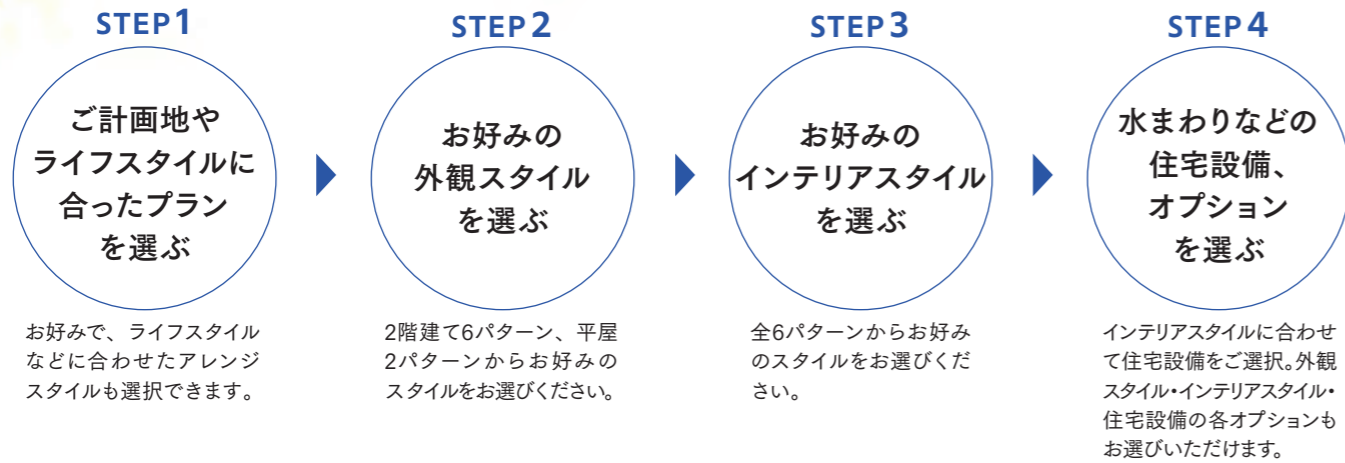 STEP1
ご計画地や
ライフスタイルに
合ったプラン
を選ぶ
お好みで、ライフスタイル
などに合わせたアレンジ
スタイルも選択できます。
STEP2
お好みの
外観スタイル
を選ぶ
2階建て6パターン、平屋
2パターンからお好みの
スタイルをお選びください。
STEP3
お好みの
インテリアスタイル
を選ぶ
全6パターンからお好み
のスタイルをお選びくだ
さい。
STEP4
水まわりなどの
住宅設備、
オプション
を選ぶ
インテリアスタイルに合わせ
て住宅設備をご選択。外観
スタイル・インテリアスタイル・
住宅設備の各オプションも
お選びいただけます。